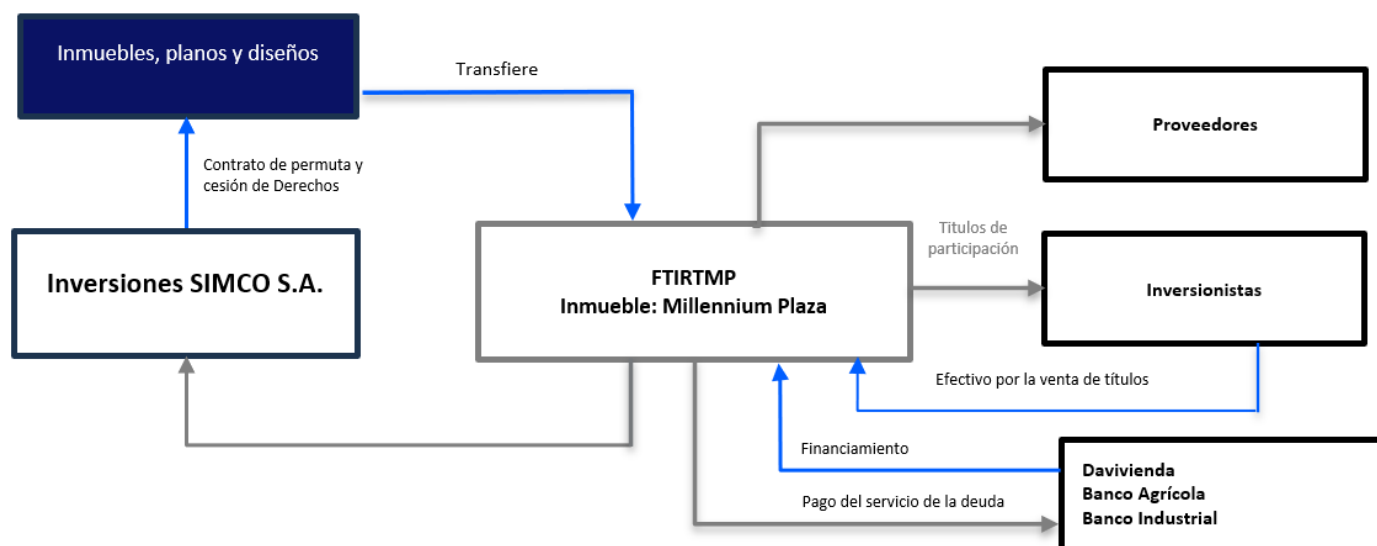 Inmuebles, planos y diseños
Transfiere
Proveedores
Contrato de permuta y
cesión de Derechos
Inversiones SIMCO S.A.
FTIRTMP
Inmueble: Millennium Plaza
Títulos de
participación
Inversionistas
Efectivo por la venta de títulos
Financiamiento
Pago del servicio de la deuda
Davivienda
Banco Agrícola
Banco Industrial